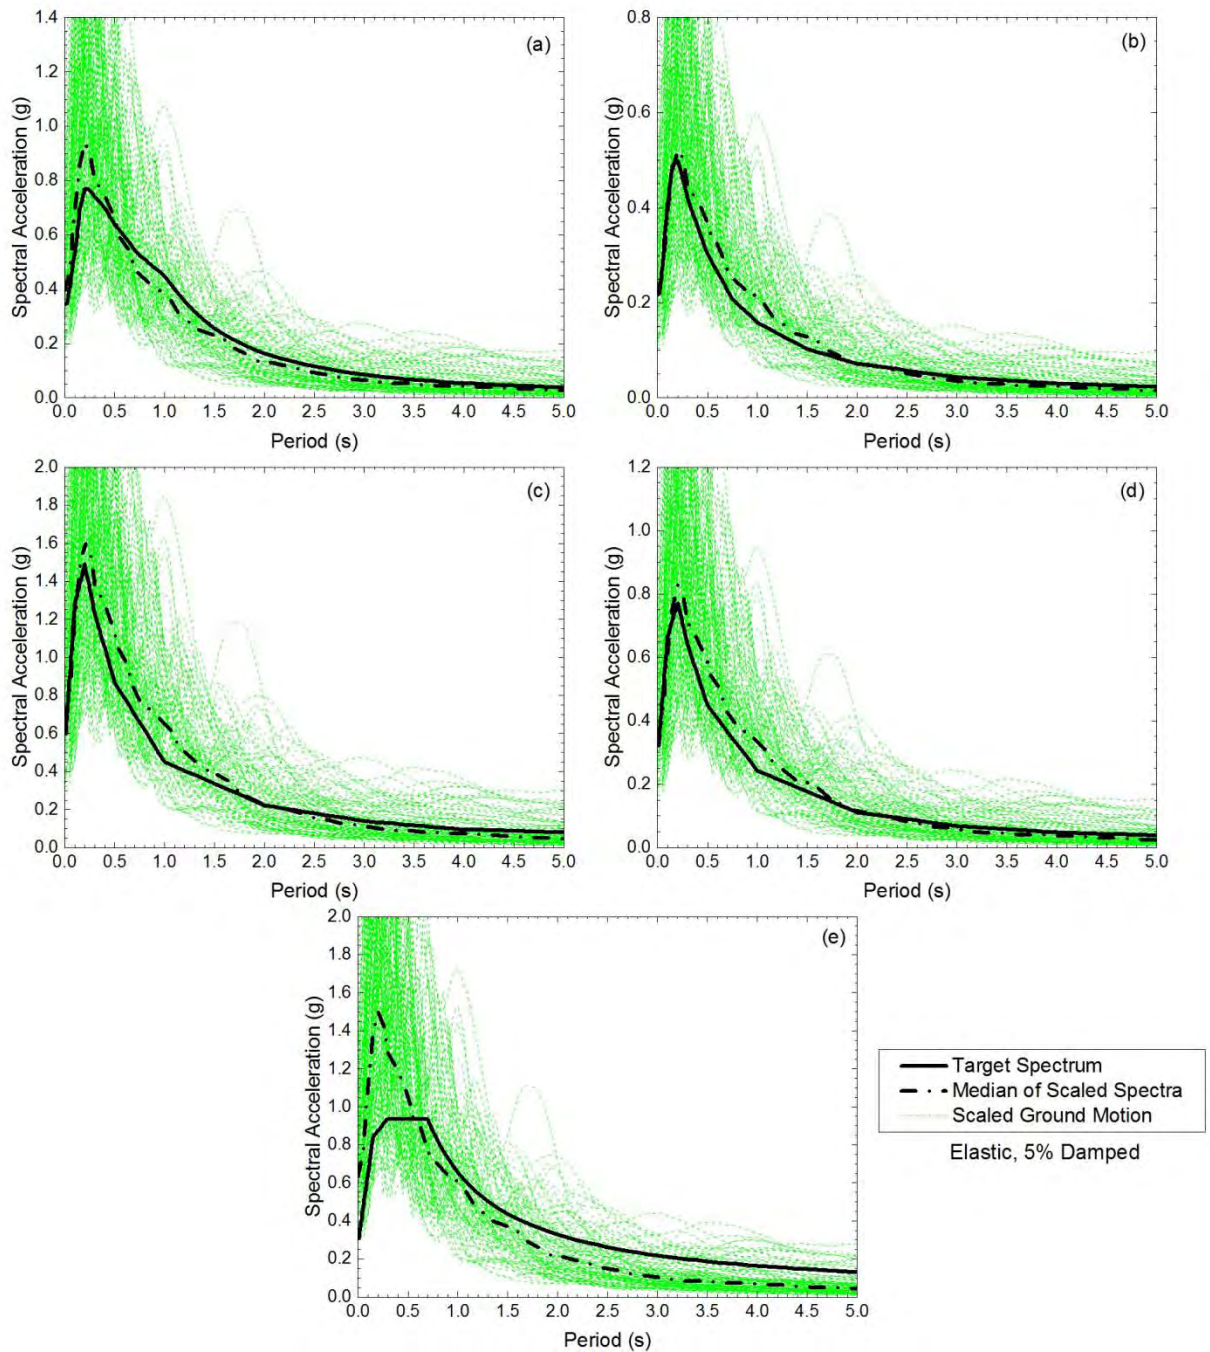 (a)
Spectral Acceleration (g)
1.4
1.2
1.0
0.8
0.6
0.4
0.2
0.0
0.0 0.5 1.0 1.5 2.0 2.5 3.0 3.5 4.0 4.5 5.0
Period (s)
(b)
Spectral Acceleration (g)
0.8
0.6
0.4
0.2
0.0
0.0 0.5 1.0 1.5 2.0 2.5 3.0 3.5 4.0 4.5 5.0
Period (s)
(c)
Spectral Acceleration (g)
2.0
1.8
1.6
1.4
1.2
1.0
0.8
0.6
0.4
0.2
0.0
0.0 0.5 1.0 1.5 2.0 2.5 3.0 3.5 4.0 4.5 5.0
Period (s)
(d)
Spectral Acceleration (g)
1.2
1.0
0.8
0.6
0.4
0.2
0.0
0.0 0.5 1.0 1.5 2.0 2.5 3.0 3.5 4.0 4.5 5.0
Period (s)
(e)
Spectral Acceleration (g)
2.0
1.8
1.6
1.4
1.2
1.0
0.8
0.6
0.4
0.2
0.0
0.0 0.5 1.0 1.5 2.0 2.5 3.0 3.5 4.0 4.5 5.0
Period (s)
Target Spectrum
Median of Scaled Spectra
Scaled Ground Motion
Elastic, 5% Damped